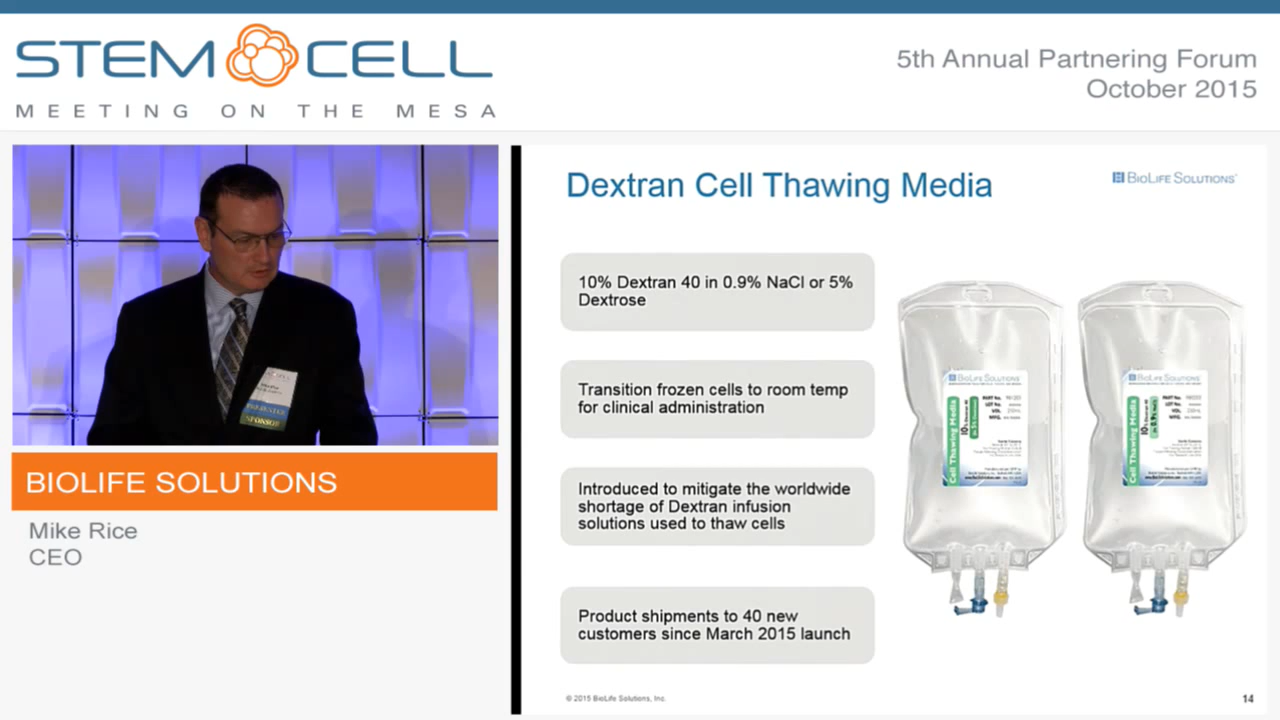 STEM CELL
MEETING ON THE MESA
5th Annual Partnering Forum
October 2015
BIOLIFE SOLUTIONS
Mike Rice
CEO
Dextran Cell Thawing Media
BIOLIFE SOLUTIONS
10% Dextran 40 in 0.9% NaCl or 5%
Dextrose
Transition frozen cells to room temp
for clinical administration
Introduced to mitigate the worldwide
shortage of Dextran infusion
solutions used to thaw cells
Product shipments to 40 new
customers since March 2015 launch
BIOLIFE SOLUTIONS
Cell Thawing Media
BIOLIFE SOLUTIONS
Cell Thawing Media
© 2015 BioLife Solutions, Inc.
14